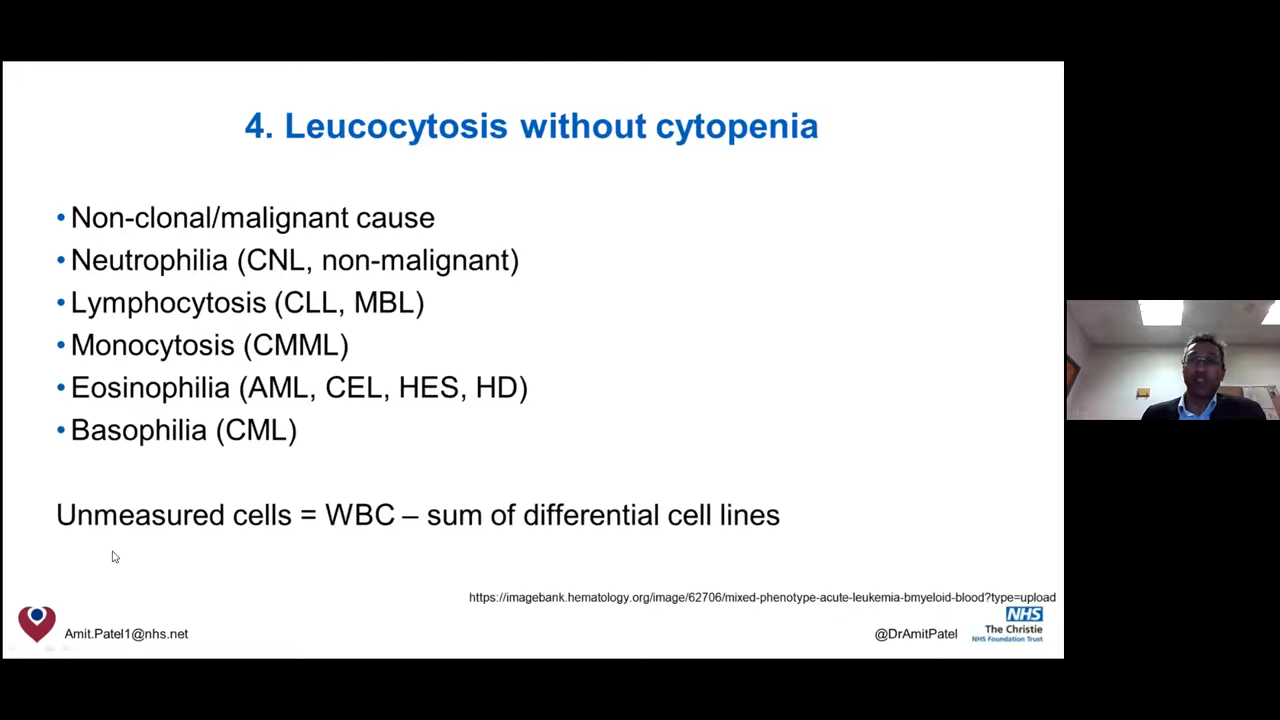 4. Leucocytosis without cytopenia
• Non-clonal/malignant cause
• Neutrophilia (CNL, non-malignant)
• Lymphocytosis (CLL, MBL)
• Monocytosis (CMML)
• Eosinophilia (AML, CEL, HES, HD)
• Basophilia (CML)
Unmeasured cells = WBC – sum of differential cell lines
https://imagebank.hematology.org/image/62706/mixed-phenotype-acute-leukemia-bmyeloid-blood?type=upload
Amit.Patel1@nhs.net
@DrAmitPatel
NHS
The Christie
NHS Foundation Trust